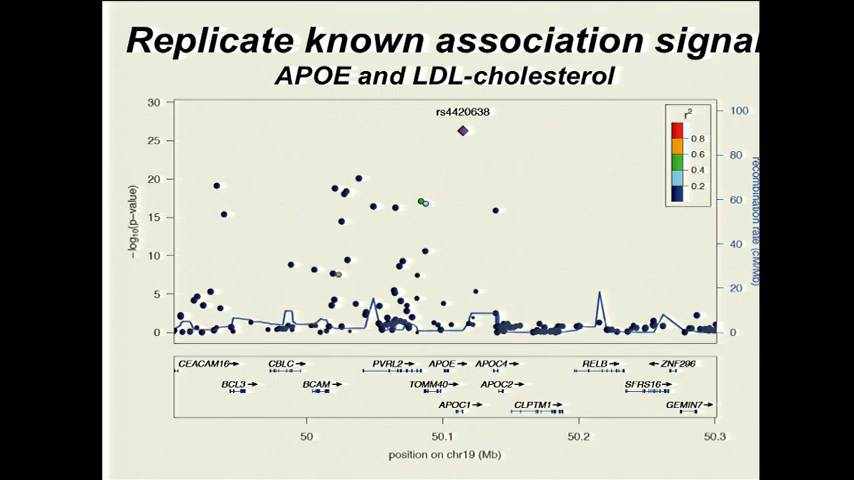 Replicate known association signal
APOE and LDL-cholesterol
rs4420638
r²
0.8
0.6
0.4
0.2
30
25
20
15
10
5
0
−log₁₀(p−value)
100
80
60
40
20
0
recombination rate (cM/Mb)
CEACAM16 CBLC PVRL2 APOE APOC4 RELB ZNF296
BCL3 BCAM TOMM40 APOC2 SFRS16
APOC1 CLPTM1 GEMIN7
50 50.1 50.2 50.3
position on chr19 (Mb)